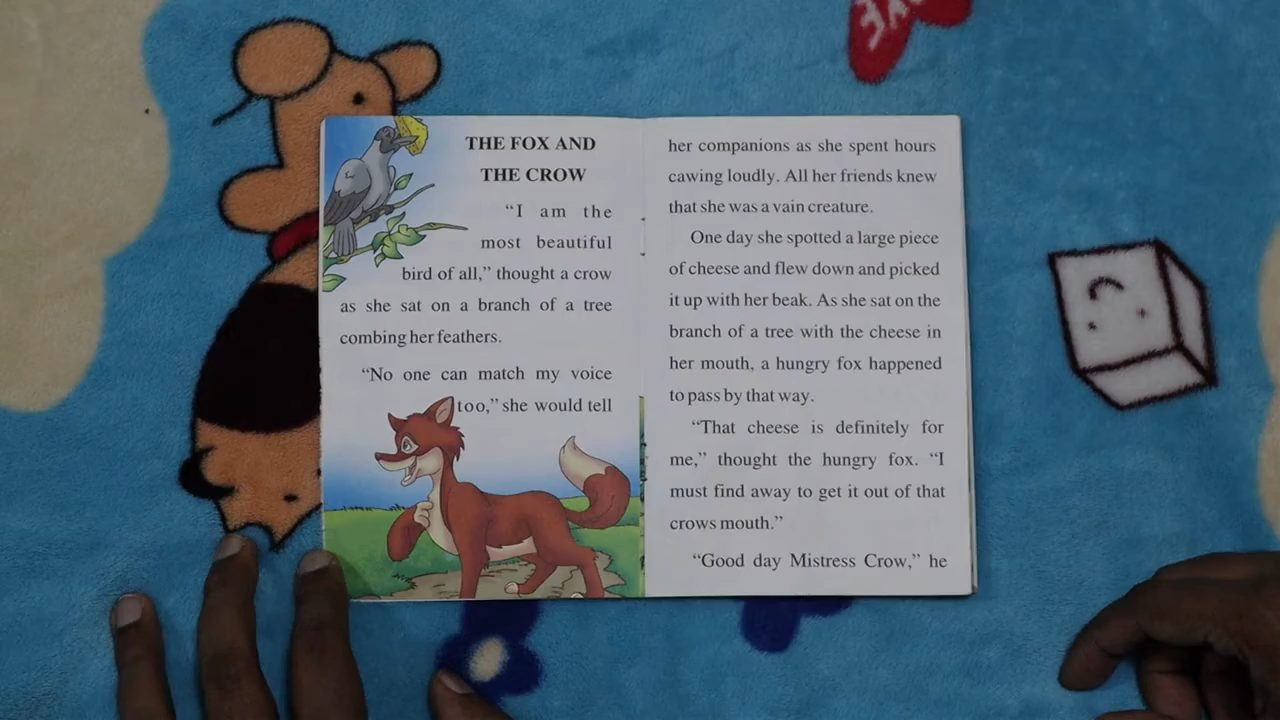 THE FOX AND
THE CROW
“I am the
most beautiful
bird of all,” thought a crow
as she sat on a branch of a tree
combing her feathers.
“No one can match my voice
too,” she would tell
her companions as she spent hours
cawing loudly. All her friends knew
that she was a vain creature.
One day she spotted a large piece
of cheese and flew down and picked
it up with her beak. As she sat on the
branch of a tree with the cheese in
her mouth, a hungry fox happened
to pass by that way.
“That cheese is definitely for
me,” thought the hungry fox. “I
must find away to get it out of that
crows mouth.”
“Good day Mistress Crow,” he